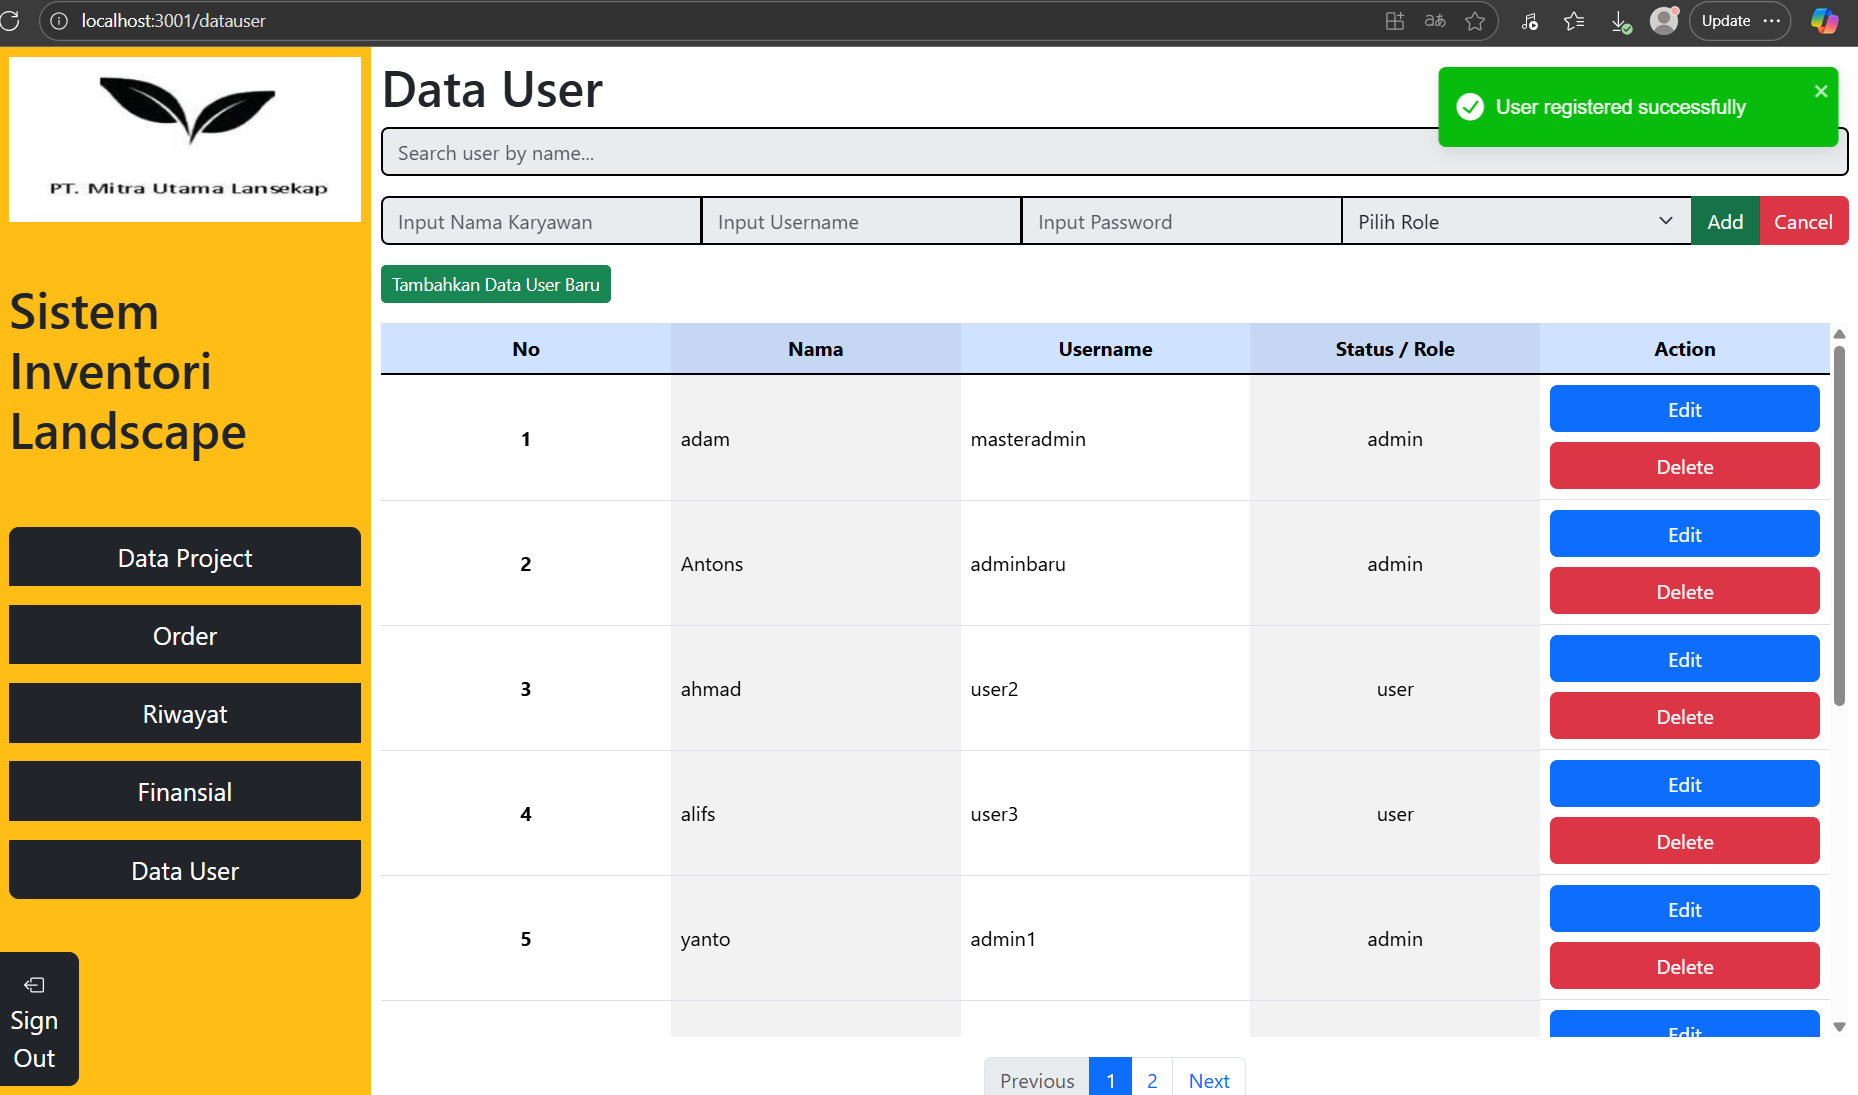 localhost:3001/datauser
Update
PT. Mitra Utama Lansekap
Sistem
Inventori
Landscape
Data Project
Order
Riwayat
Finansial
Data User
Sign
Out
Data User
User registered successfully
Search user by name...
Input Nama Karyawan Input Username Input Password Pilih Role Add Cancel
Tambahkan Data User Baru
No Nama Username Status / Role Action
1 adam masteradmin admin Edit
Delete
2 Antons adminbaru admin Edit
Delete
3 ahmad user2 user Edit
Delete
4 alifs user3 user Edit
Delete
5 yanto admin1 admin Edit
Delete
Edit
Previous 1 2 Next